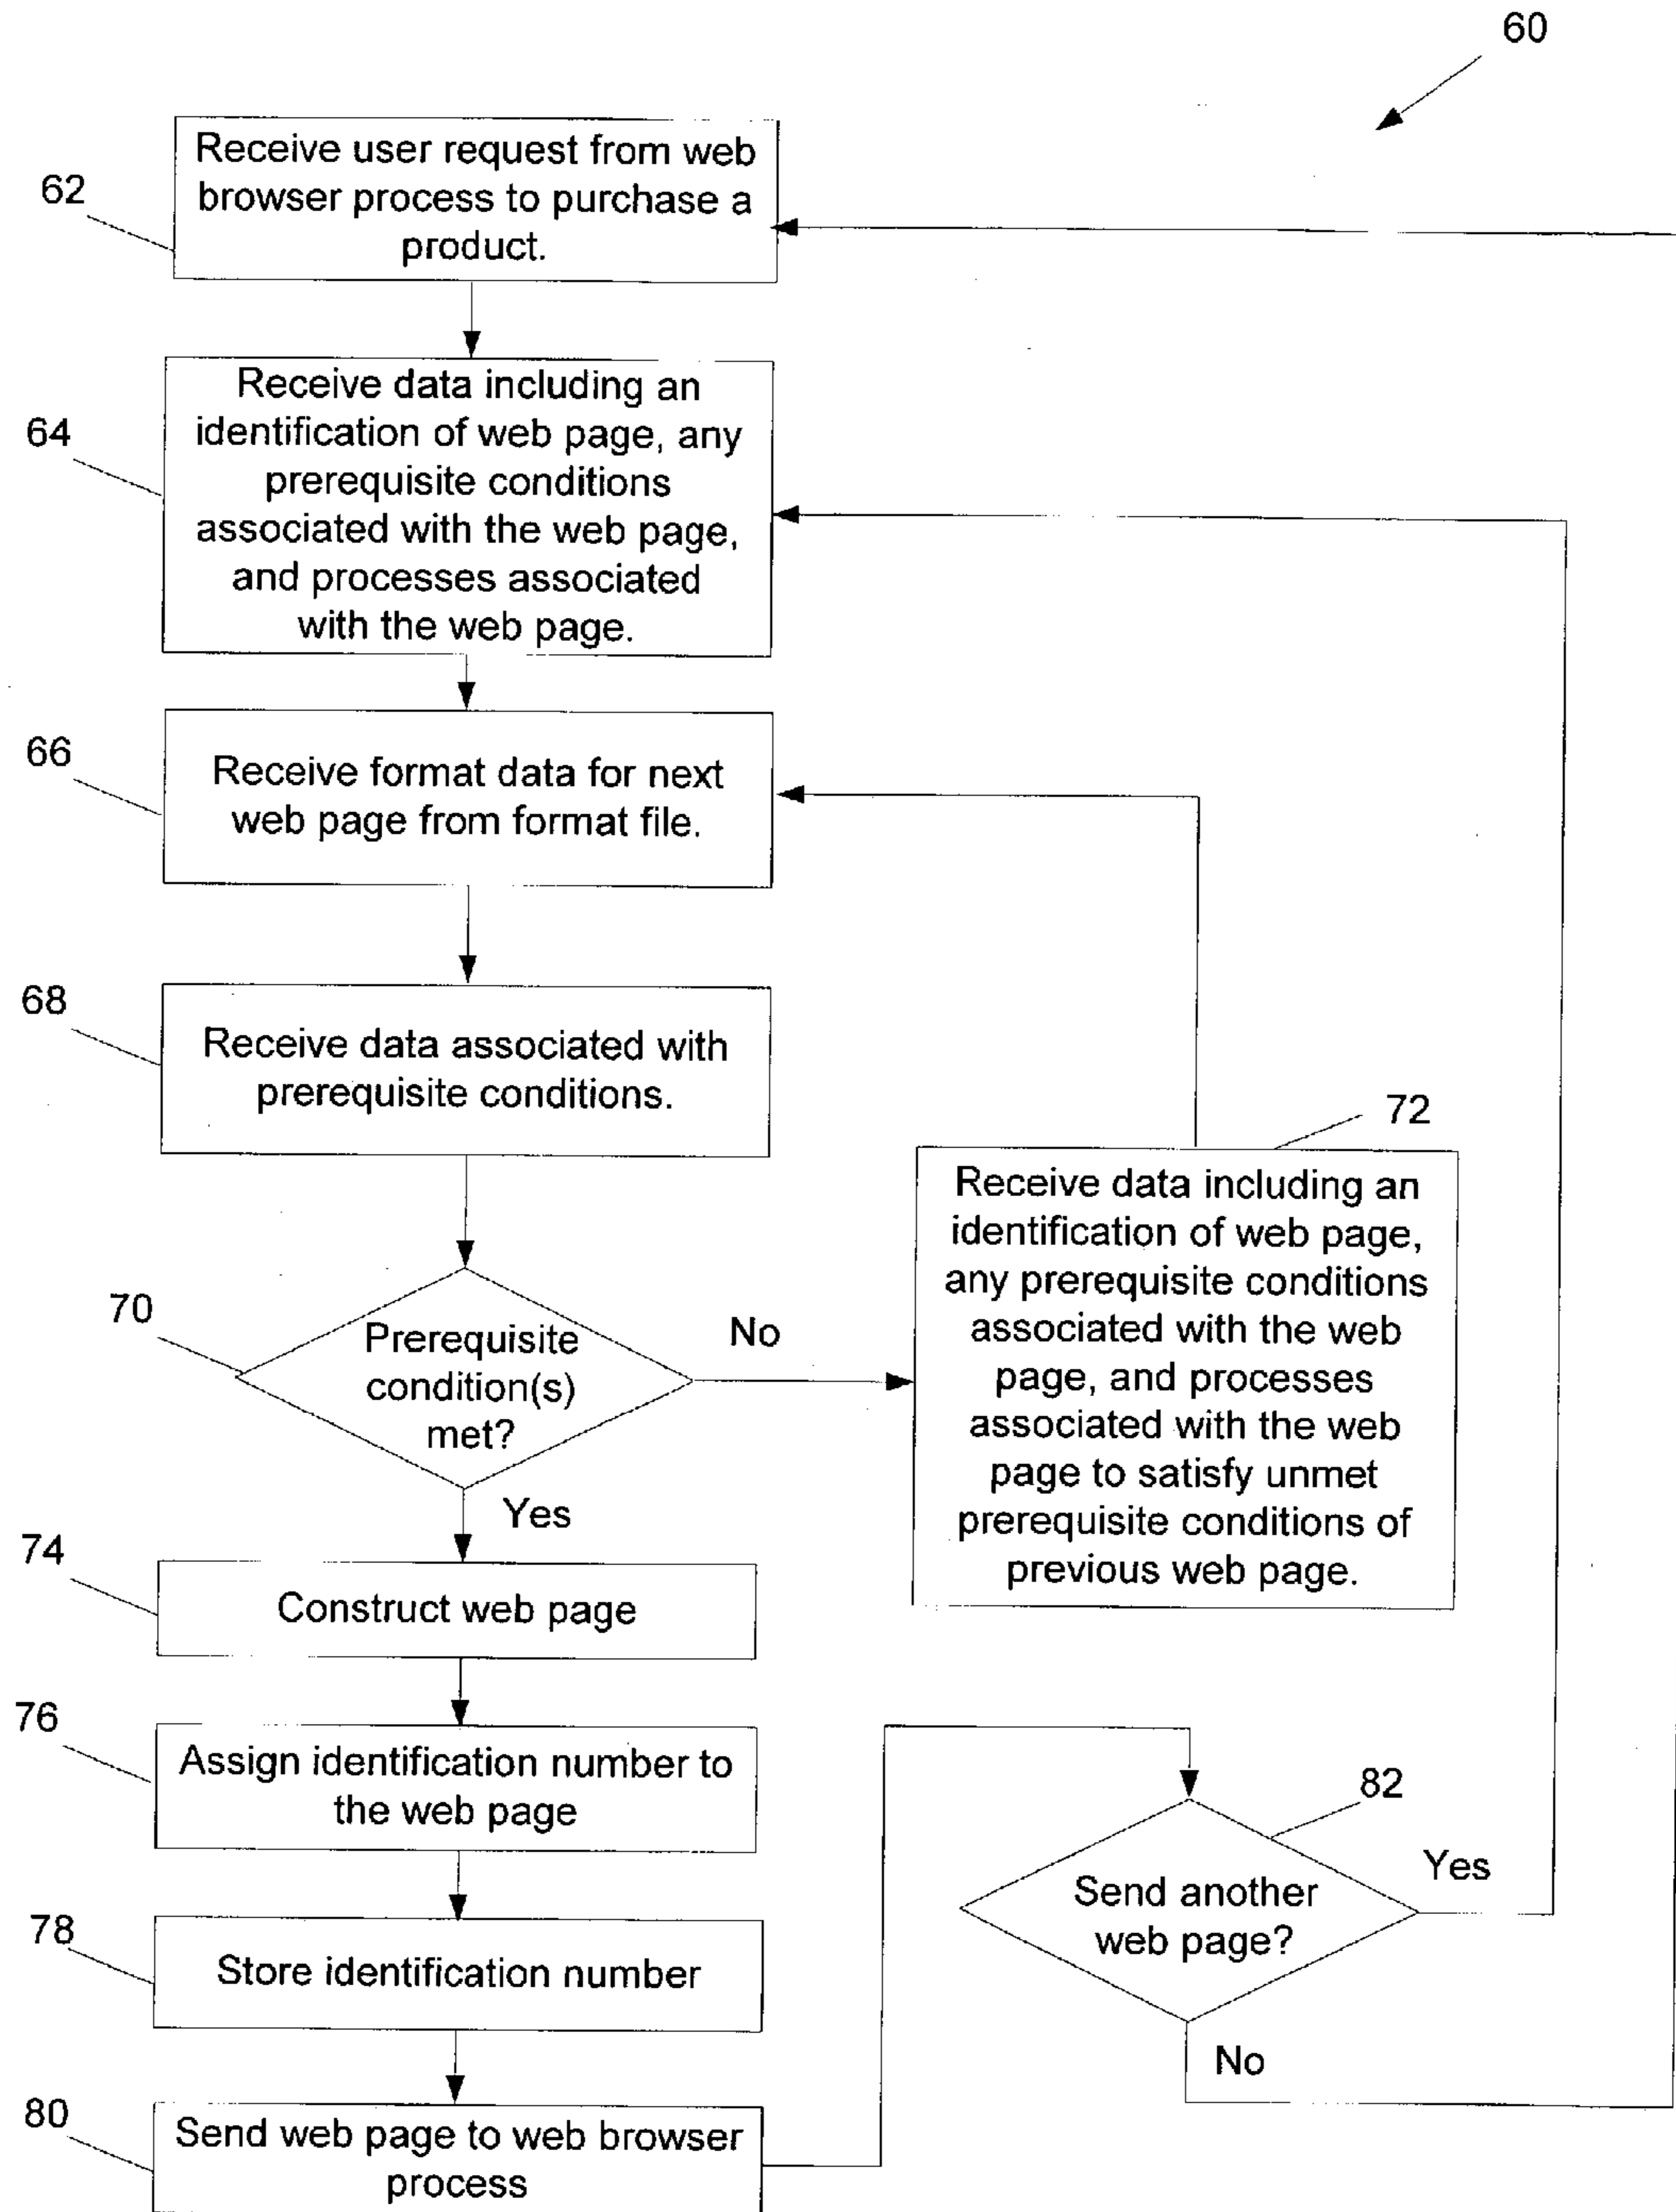 60
62
Receive user request from web
browser process to purchase a
product.
64
Receive data including an
identification of web page, any
prerequisite conditions
associated with the web page,
and processes associated
with the web page.
66
Receive format data for next
web page from format file.
68
Receive data associated with
prerequisite conditions.
70
Prerequisite
condition(s)
met?
No
Yes
72
Receive data including an
identification of web page,
any prerequisite conditions
associated with the web
page, and processes
associated with the web
page to satisfy unmet
prerequisite conditions of
previous web page.
74
Construct web page
76
Assign identification number to
the web page
78
Store identification number
80
Send web page to web browser
process
82
Send another
web page?
Yes
No